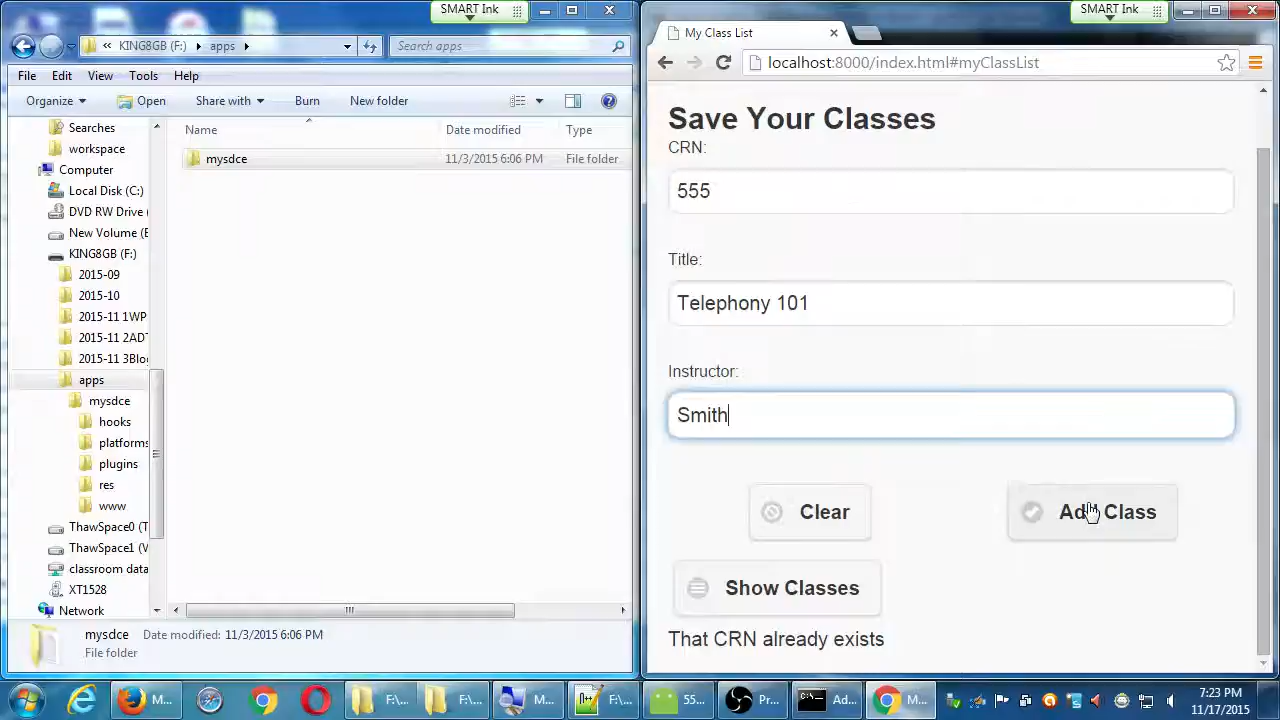 SMART Ink
« KING8GB (F:) ▸ apps ▸
Search apps
File Edit View Tools Help
Organize Open Share with Burn New folder
Name Date modified Type
mysdce 11/3/2015 6:06 PM File folder
Searches
workspace
Computer
Local Disk (C:)
DVD RW Drive (
New Volume (E
KING8GB (F:)
2015-09
2015-10
2015-11 1WP
2015-11 2AD
2015-11 3Blo
apps
mysdce
hooks
platforms
plugins
res
www
ThawSpace0 (T
ThawSpace1 (V
classroom data
XT1528
Network
mysdce Date modified: 11/3/2015 6:06 PM
File folder
SMART Ink
My Class List
localhost:8000/index.html#myClassList
Save Your Classes
CRN:
555
Title:
Telephony 101
Instructor:
Smith
Clear
Add Class
Show Classes
That CRN already exists
M... F:\... F:\... M... F:\... 55... Pr... Ad... M...
7:23 PM
11/17/2015